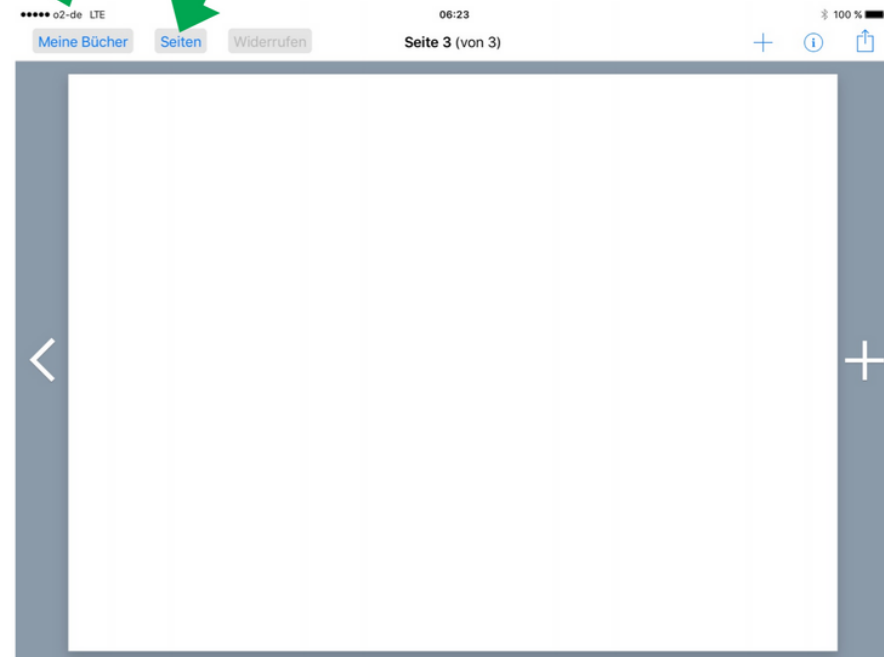 o2-de LTE 06:23 100 %
Meine Bücher Seiten Widerrufen Seite 3 (von 3)